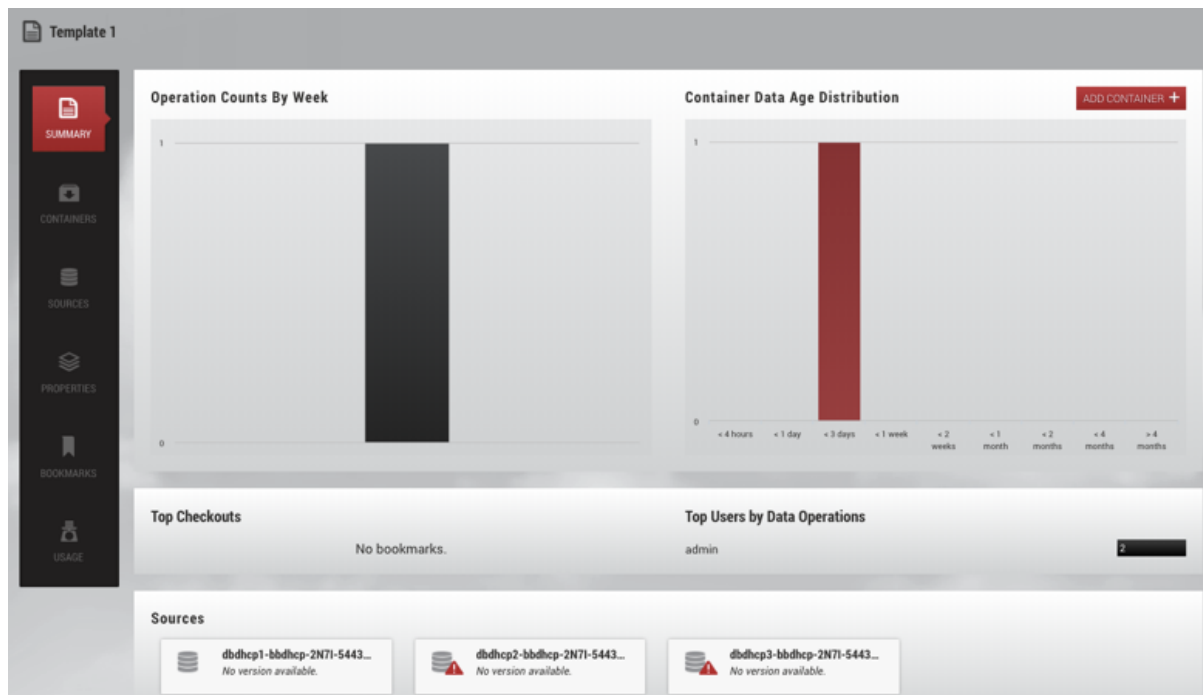 Template 1
SUMMARY
CONTAINERS
SOURCES
PROPERTIES
BOOKMARKS
USAGE
Operation Counts By Week
1
0
Container Data Age Distribution
ADD CONTAINER +
1
0
< 4 hours
< 1 day
< 3 days
< 1 week
< 2
weeks
< 1
month
< 2
months
< 4
months
> 4
months
Top Checkouts
No bookmarks.
Top Users by Data Operations
admin
2
Sources
dbdhcp1-bbdhcp-2N7I-5443...
No version available.
dbdhcp2-bbdhcp-2N7I-5443...
No version available.
dbdhcp3-bbdhcp-2N7I-5443...
No version available.